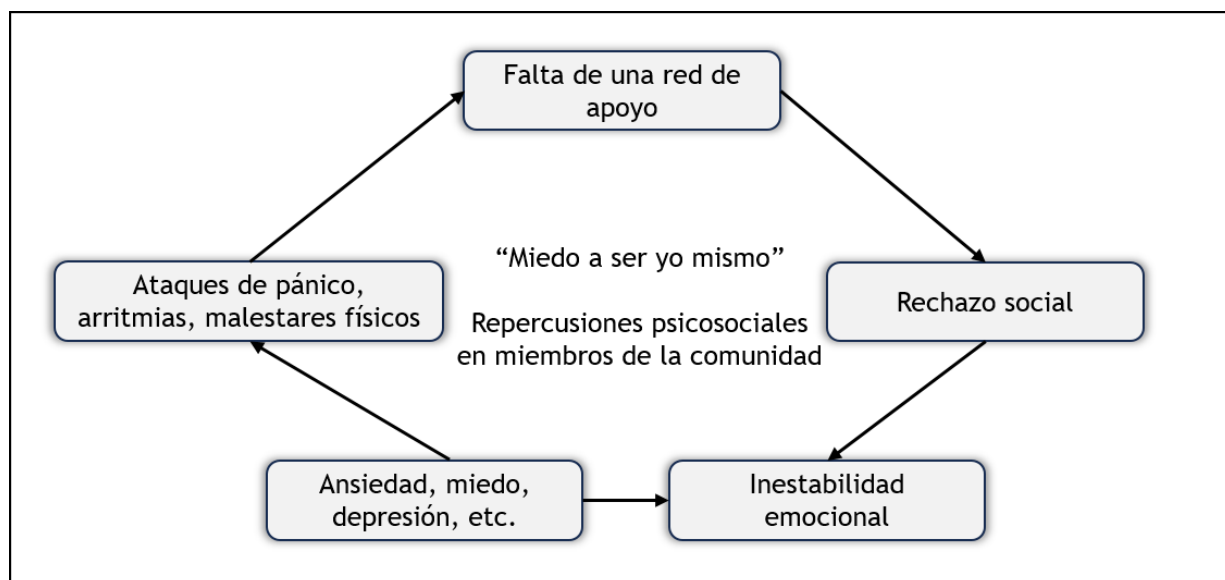 Falta de una red de
apoyo
“Miedo a ser yo mismo”
Ataques de pánico,
arritmias, malestares físicos
Rechazo social
Repercusiones psicosociales
en miembros de la comunidad
Ansiedad, miedo,
depresión, etc.
Inestabilidad
emocional